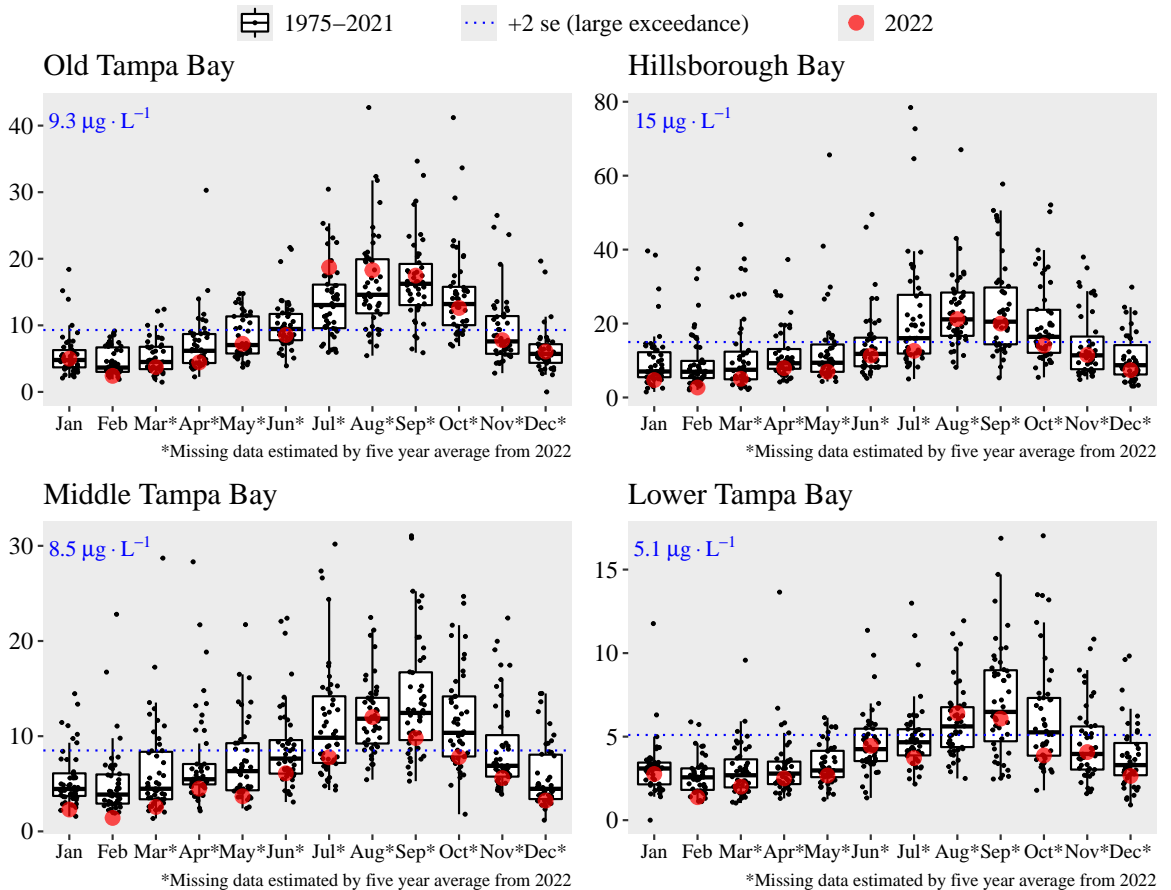 1975–2021 +2 se (large exceedance) 2022
Old Tampa Bay
9.3 μg · L⁻¹
40
30
20
10
0
Jan Feb Mar* Apr* May* Jun* Jul* Aug* Sep* Oct* Nov* Dec*
*Missing data estimated by five year average from 2022
Hillsborough Bay
15 μg · L⁻¹
80
60
40
20
0
Jan Feb Mar* Apr* May* Jun* Jul* Aug* Sep* Oct* Nov* Dec*
*Missing data estimated by five year average from 2022
Middle Tampa Bay
8.5 μg · L⁻¹
30
20
10
0
Jan Feb Mar* Apr* May* Jun* Jul* Aug* Sep* Oct* Nov* Dec*
*Missing data estimated by five year average from 2022
Lower Tampa Bay
5.1 μg · L⁻¹
15
10
5
0
Jan Feb Mar* Apr* May* Jun* Jul* Aug* Sep* Oct* Nov* Dec*
*Missing data estimated by five year average from 2022